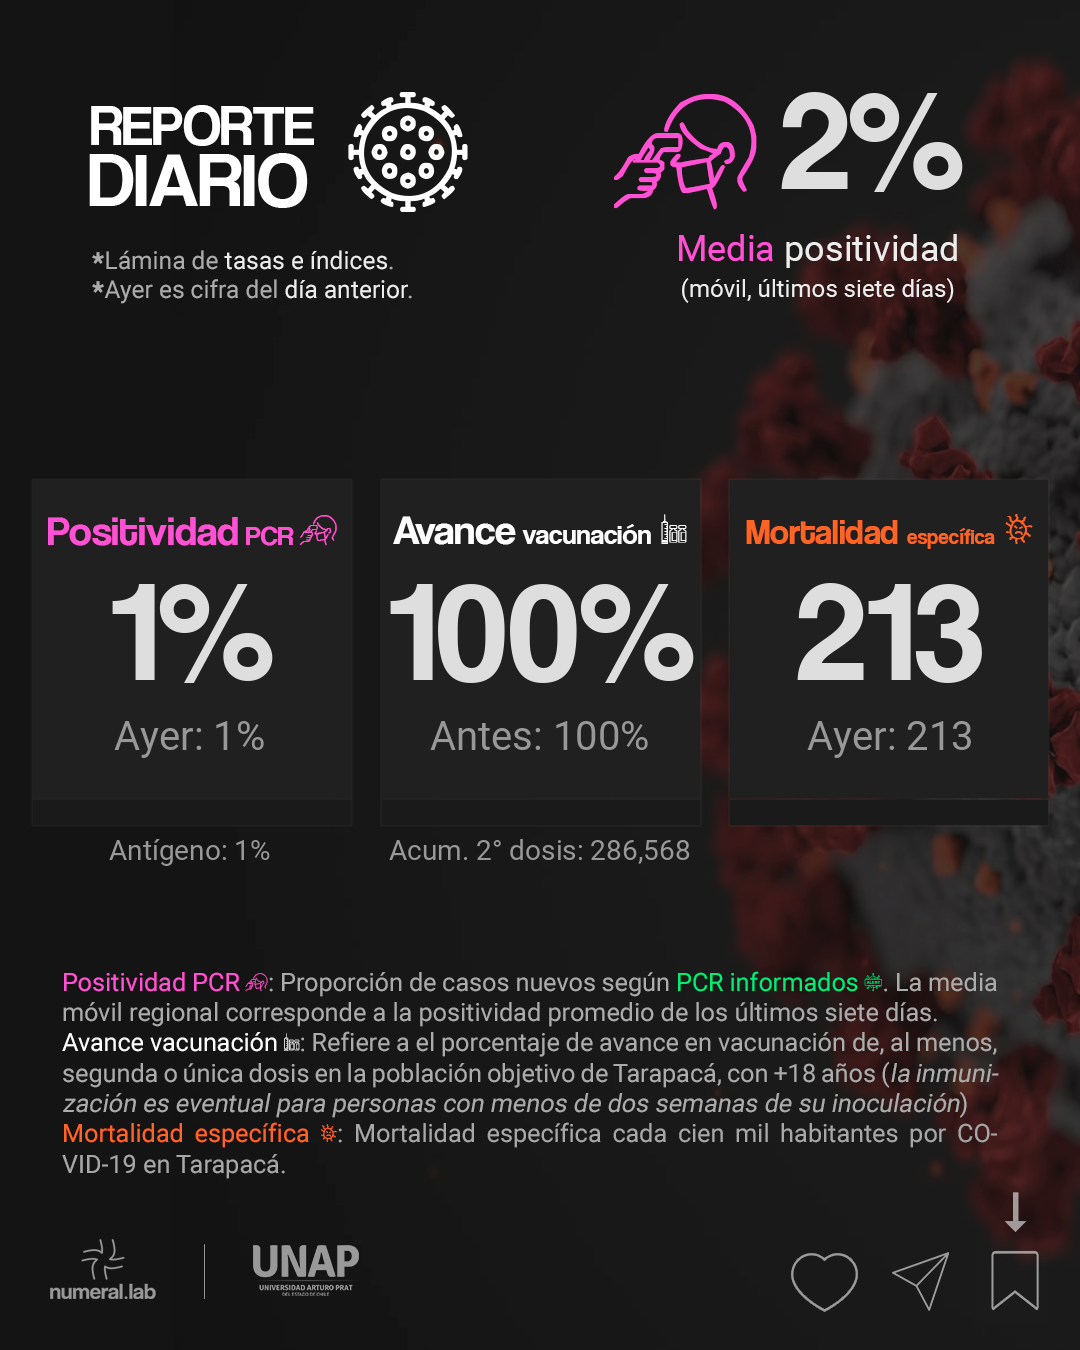 REPORTE
DIARIO
*Lámina de tasas e índices.
*Ayer es cifra del día anterior.
2%
Media positividad
(móvil, últimos siete días)
Positividad PCR
1%
Ayer: 1%
Antígeno: 1%
Avance vacunación
100%
Antes: 100%
Acum. 2° dosis: 286,568
Mortalidad específica
213
Ayer: 213
Positividad PCR : Proporción de casos nuevos según PCR informados . La media
móvil regional corresponde a la positividad promedio de los últimos siete días.
Avance vacunación : Refiere a el porcentaje de avance en vacunación de, al menos,
segunda o única dosis en la población objetivo de Tarapacá, con +18 años (la inmuni-
zación es eventual para personas con menos de dos semanas de su inoculación)
Mortalidad específica : Mortalidad específica cada cien mil habitantes por CO-
VID-19 en Tarapacá.
numeral.lab
UNAP
UNIVERSIDAD ARTURO PRAT
DEL ESTADO DE CHILE